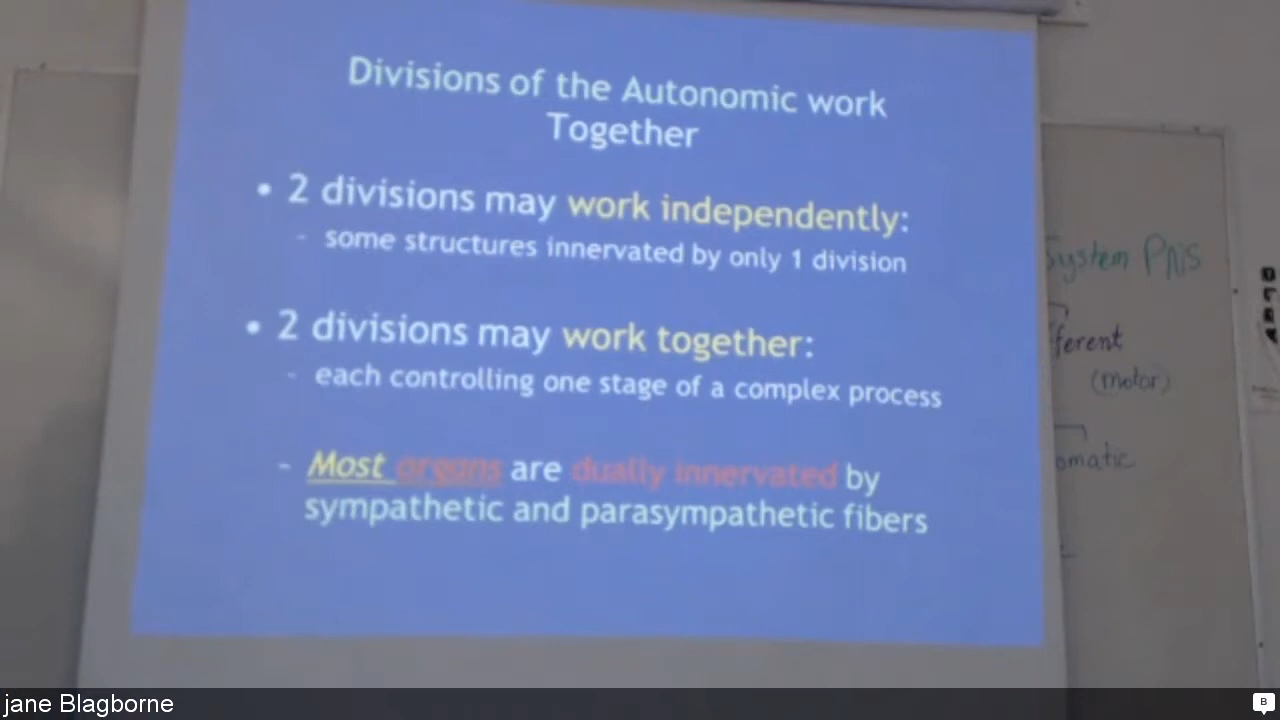 Divisions of the Autonomic work
Together
• 2 divisions may work independently:
- some structures innervated by only 1 division
• 2 divisions may work together:
- each controlling one stage of a complex process
- Most organs are dually innervated by
sympathetic and parasympathetic fibers
System PNS
fferent
(motor)
omatic
jane Blagborne
B